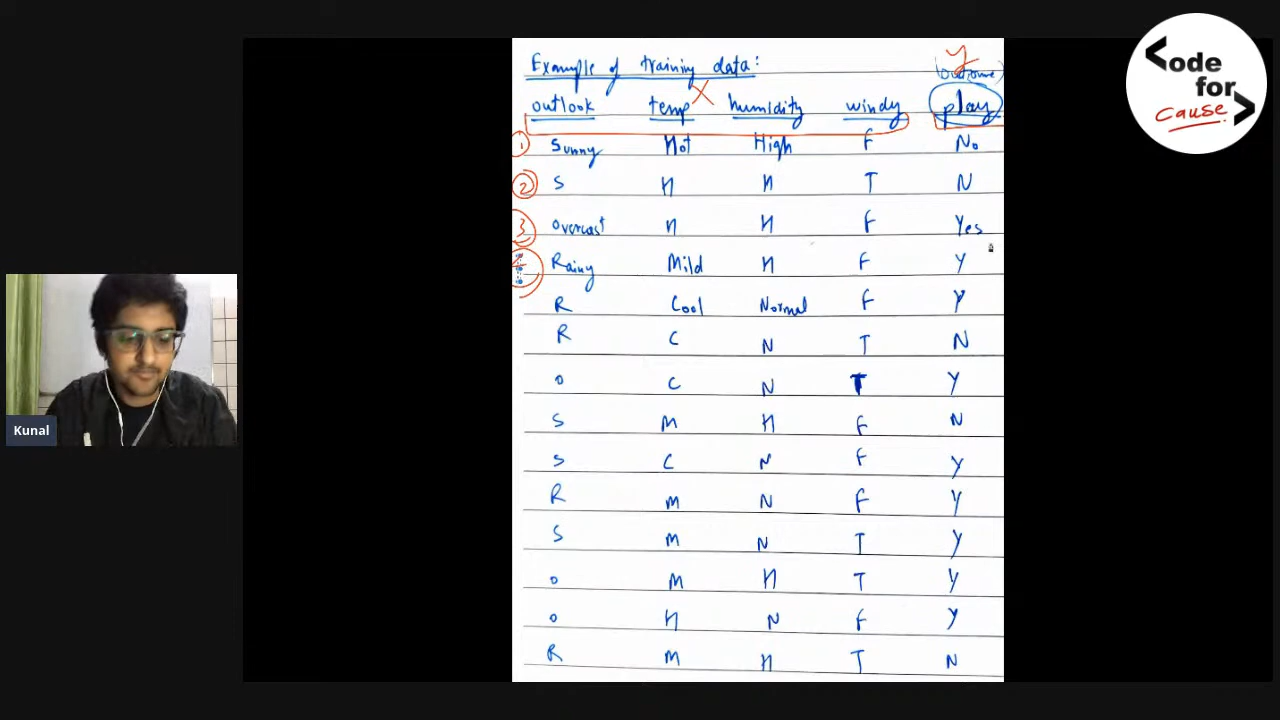 Example of training data:
y
(outcome)
X
outlook temp humidity windy play
1 Sunny Hot High F No
2 S H H T N
3 Overcast H H F Yes
Rainy Mild H F Y
R Cool Normal F Y
R C N T N
O C N T Y
S M H F N
S C N F Y
R M N F Y
S M N T Y
O M H T Y
O H N F Y
R M H T N
Kunal
<ode
for
cause >